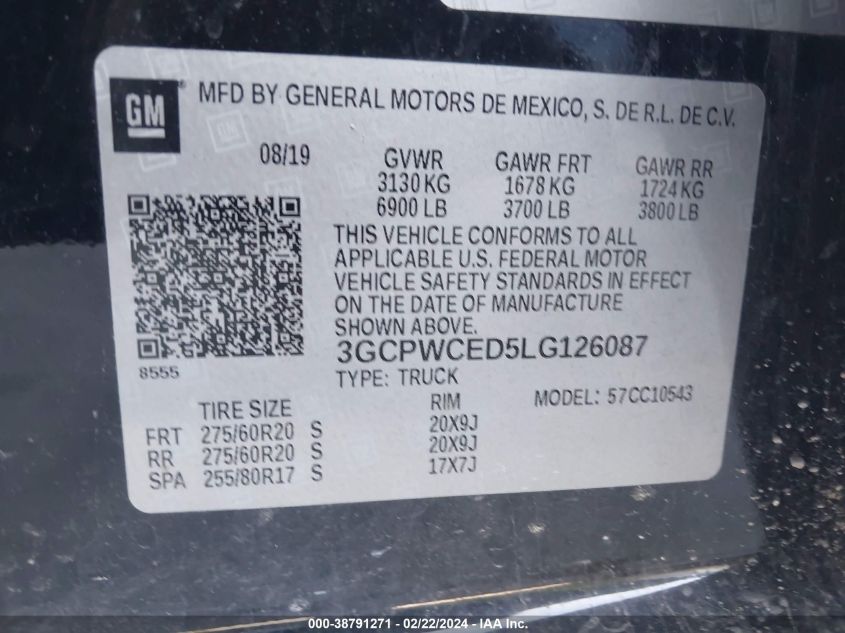 GM
MFD BY GENERAL MOTORS DE MEXICO, S. DE R.L. DE C.V.
08/19 GVWR GAWR FRT GAWR RR
3130 KG 1678 KG 1724 KG
6900 LB 3700 LB 3800 LB
THIS VEHICLE CONFORMS TO ALL
APPLICABLE U.S. FEDERAL MOTOR
VEHICLE SAFETY STANDARDS IN EFFECT
ON THE DATE OF MANUFACTURE
SHOWN ABOVE.
3GCPWCED5LG126087
8555
TYPE: TRUCK
MODEL: 57CC10543
TIRE SIZE RIM
FRT 275/60R20 S 20X9J
RR 275/60R20 S 20X9J
SPA 255/80R17 S 17X7J
000-38791271 - 02/22/2024 - IAA Inc.